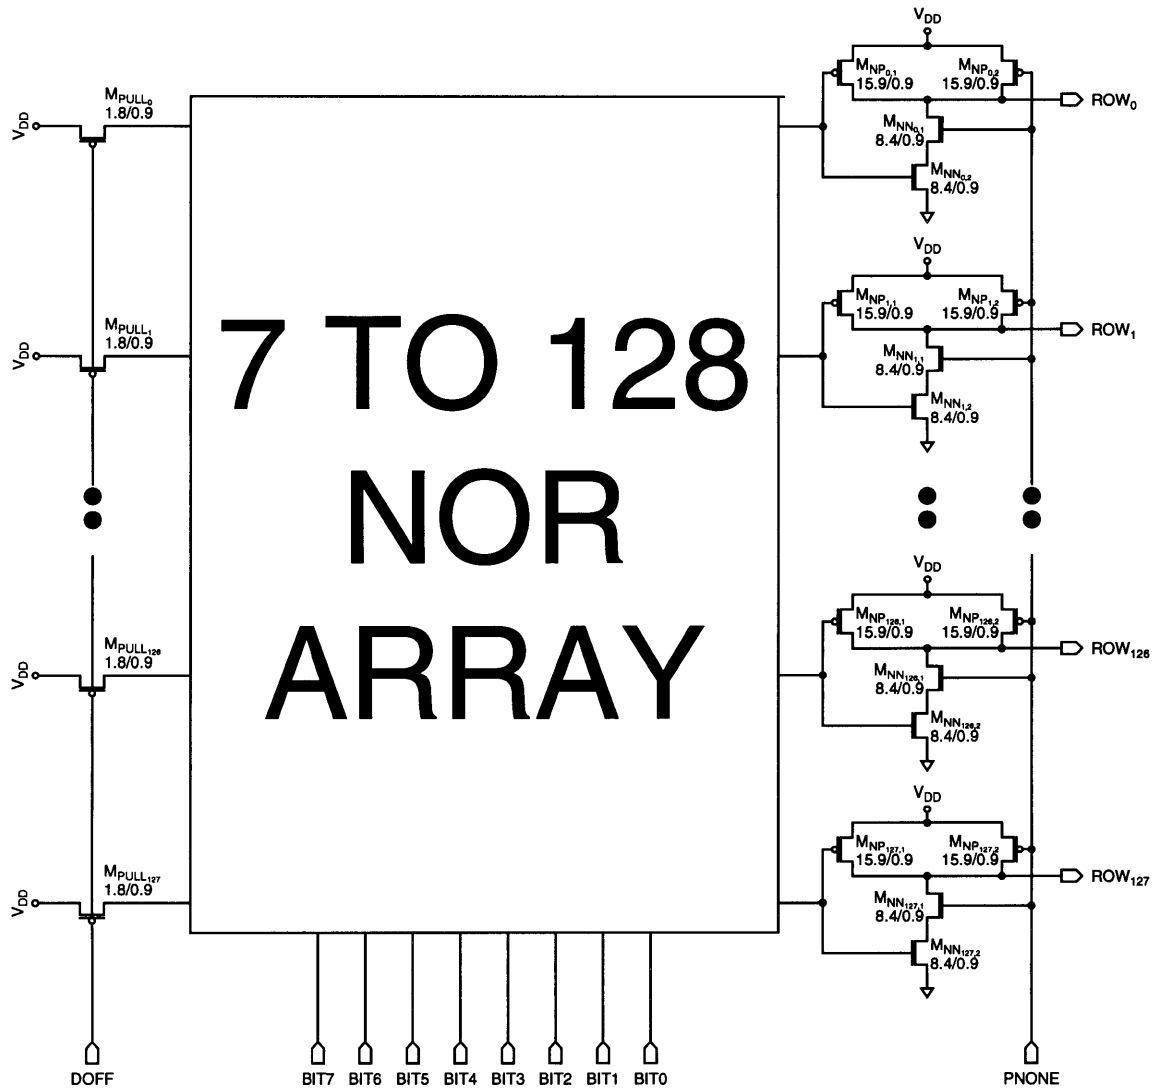 VDD
MNP0,1
15.9/0.9
MNP0,2
15.9/0.9
ROW0
MPULL0
1.8/0.9
VDD
MNN0,1
8.4/0.9
MNN0,2
8.4/0.9
VDD
MNP1,1
15.9/0.9
MNP1,2
15.9/0.9
ROW1
MPULL1
1.8/0.9
VDD
MNN1,1
8.4/0.9
MNN1,2
8.4/0.9
7 TO 128
NOR
ARRAY
VDD
MNP126,1
15.9/0.9
MNP126,2
15.9/0.9
ROW126
MPULL126
1.8/0.9
VDD
MNN126,1
8.4/0.9
MNN126,2
8.4/0.9
VDD
MNP127,1
15.9/0.9
MNP127,2
15.9/0.9
ROW127
MPULL127
1.8/0.9
VDD
MNN127,1
8.4/0.9
MNN127,2
8.4/0.9
DOFF BIT7 BIT6 BIT5 BIT4 BIT3 BIT2 BIT1 BIT0 PNONE